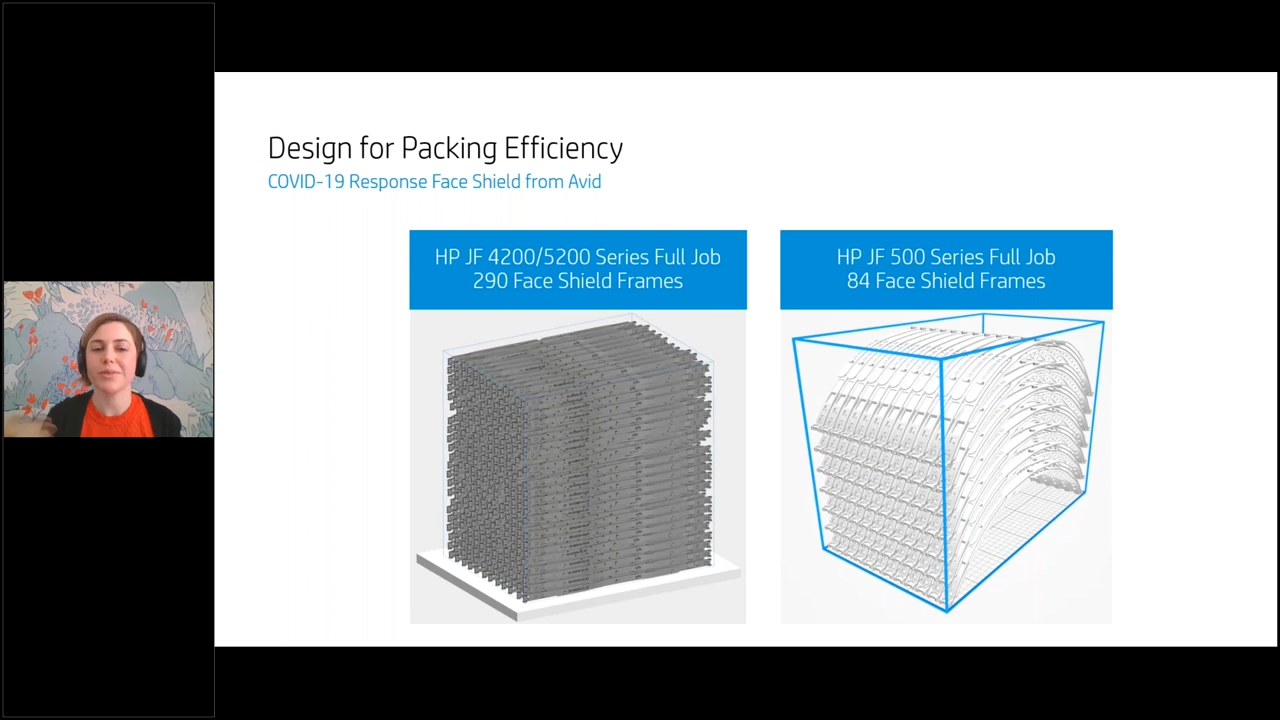 Design for Packing Efficiency
COVID-19 Response Face Shield from Avid
HP JF 4200/5200 Series Full Job
290 Face Shield Frames
HP JF 500 Series Full Job
84 Face Shield Frames